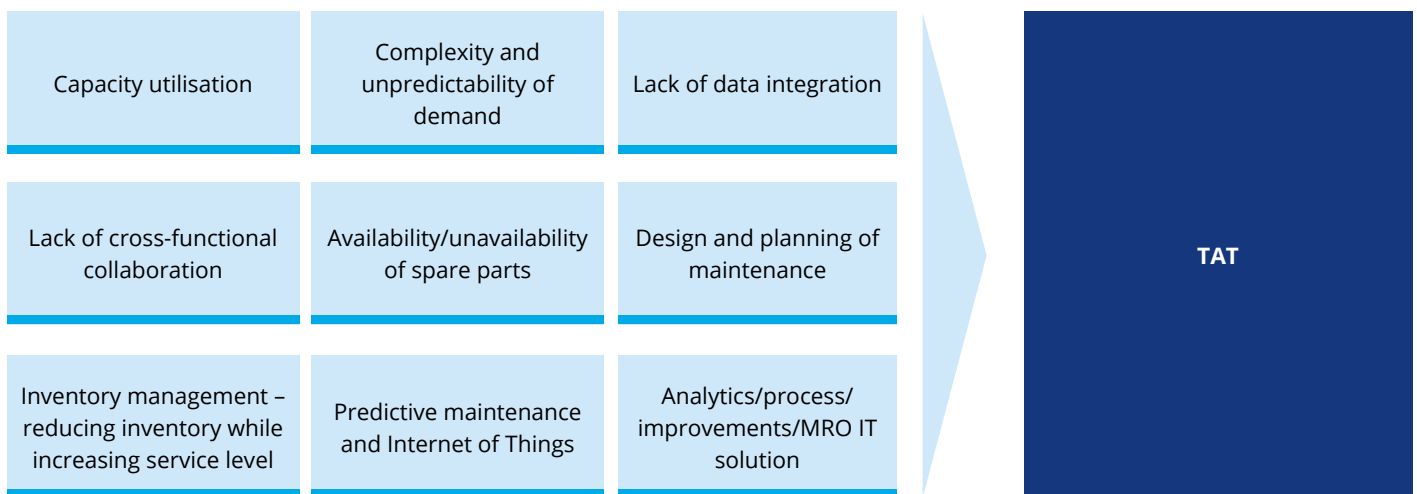 Capacity utilisation
Complexity and
unpredictability of
demand
Lack of data integration
Lack of cross-functional
collaboration
Availability/unavailability
of spare parts
Design and planning of
maintenance
Inventory management –
reducing inventory while
increasing service level
Predictive maintenance
and Internet of Things
Analytics/process/
improvements/MRO IT
solution
TAT